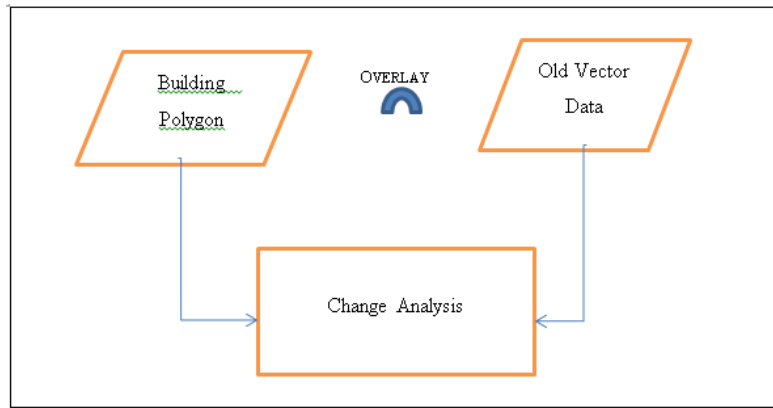 Building
Polygon
OVERLAY
Old Vector
Data
Change Analysis